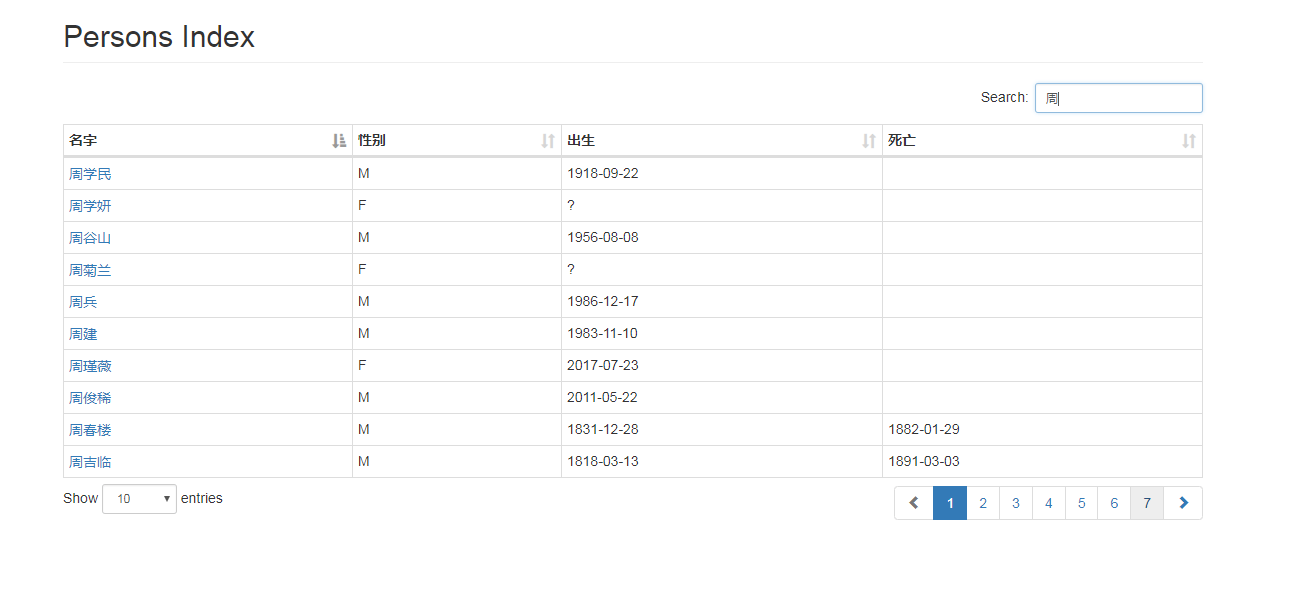 Persons Index
Search: 周
名字 性别 出生 死亡
周学民 M 1918-09-22
周学妍 F ?
周谷山 M 1956-08-08
周菊兰 F ?
周兵 M 1986-12-17
周建 M 1983-11-10
周瑾薇 F 2017-07-23
周俊稀 M 2011-05-22
周春楼 M 1831-12-28 1882-01-29
周吉临 M 1818-03-13 1891-03-03
Show 10 entries 1 2 3 4 5 6 7